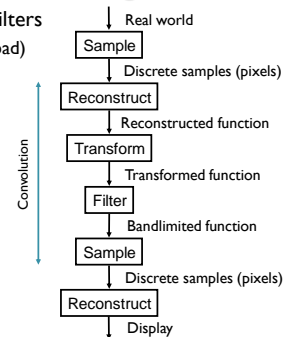 ilters
oad)
Real world
Sample
Discrete samples (pixels)
Reconstruct
Reconstructed function
Transform
Transformed function
Convolution
Filter
Bandlimited function
Sample
Discrete samples (pixels)
Reconstruct
Display